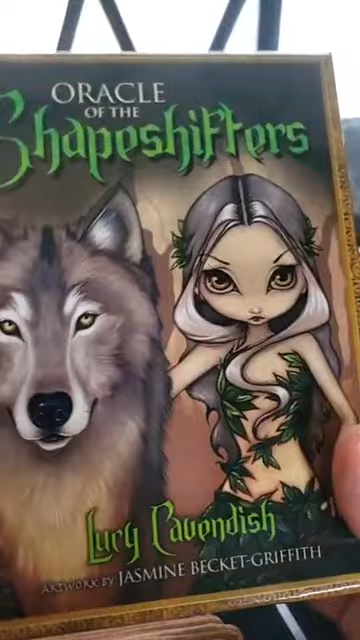 ORACLE
OF THE
Shapeshifters
Lucy Cavendish
ARTWORK BY JASMINE BECKET-GRIFFITH